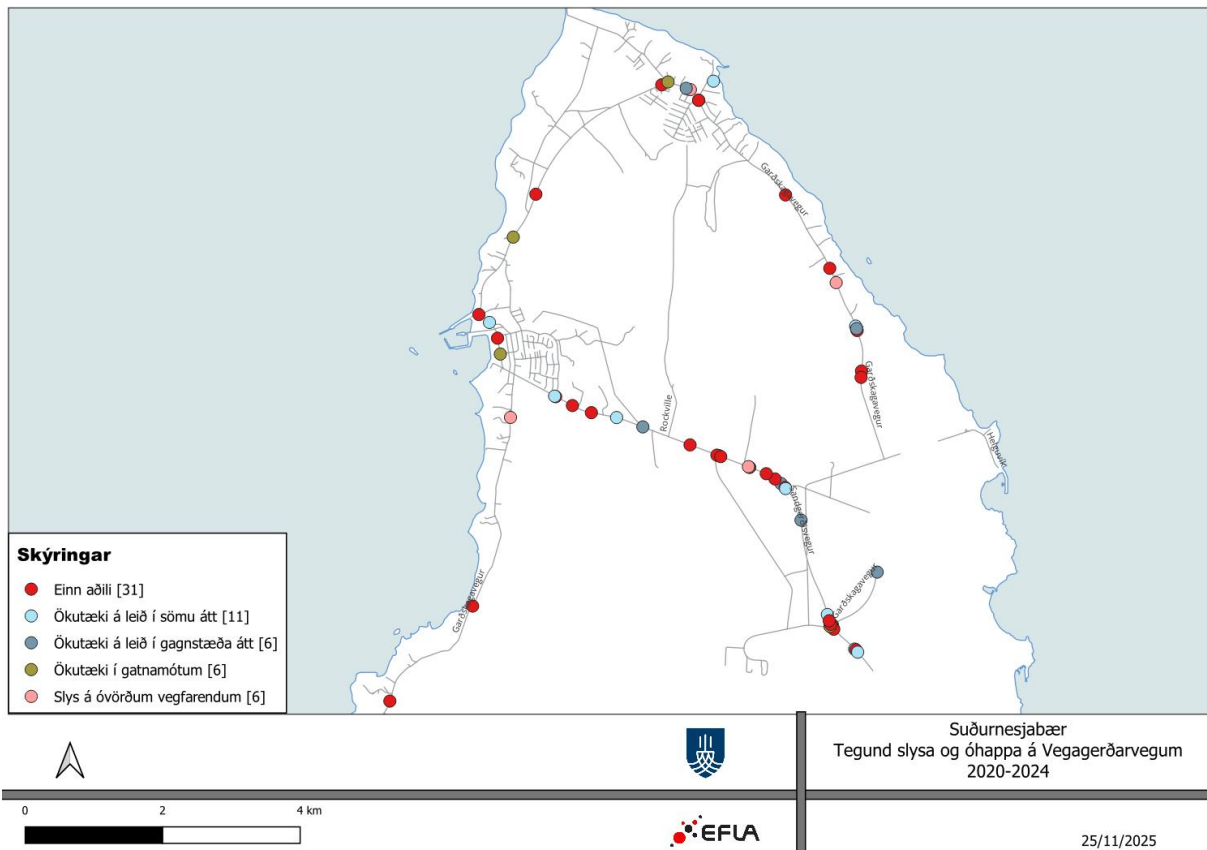 Garðskagavegur
Garðskagavegur
Rockville
Helguvík
Sandgerðisvegur
Garðskagavegur
Garðskagavegur
Skýringar
Einn aðili [31]
Ökutæki á leið í sömu átt [11]
Ökutæki á leið í gagnstæða átt [6]
Ökutæki í gatnamótum [6]
Slys á óvörðum vegfarendum [6]
Suðurnesjabær
Tegund slysa og óhappa á Vegagerðarvegum
2020-2024
0 2 4 km
EFLA
25/11/2025